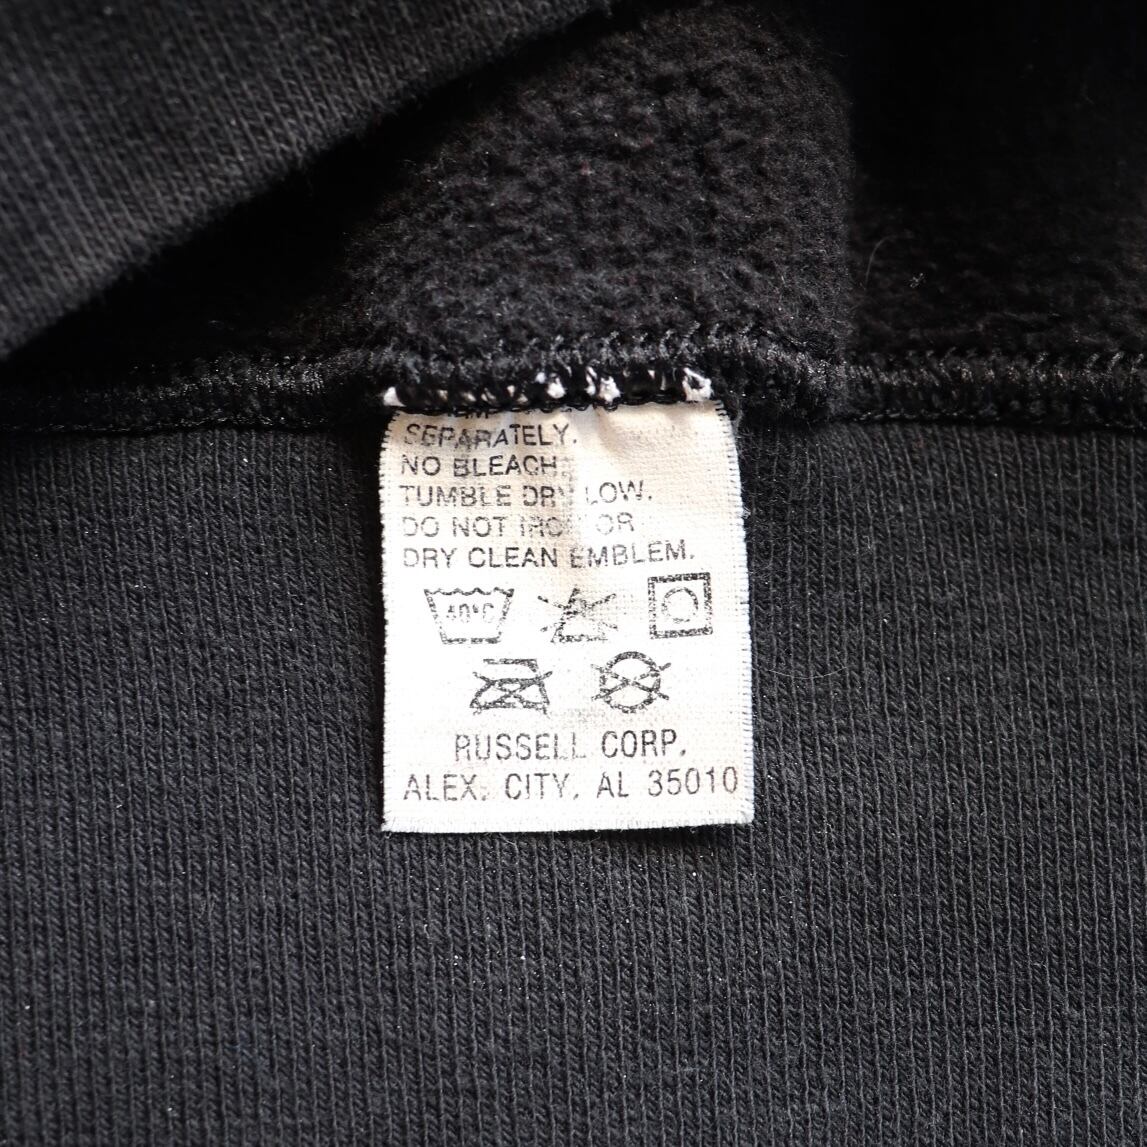 SEPARATELY.
NO BLEACH.
TUMBLE DRY LOW.
DO NOT IRON OR
DRY CLEAN EMBLEM.
40°C
RUSSELL CORP.
ALEX. CITY, AL 35010